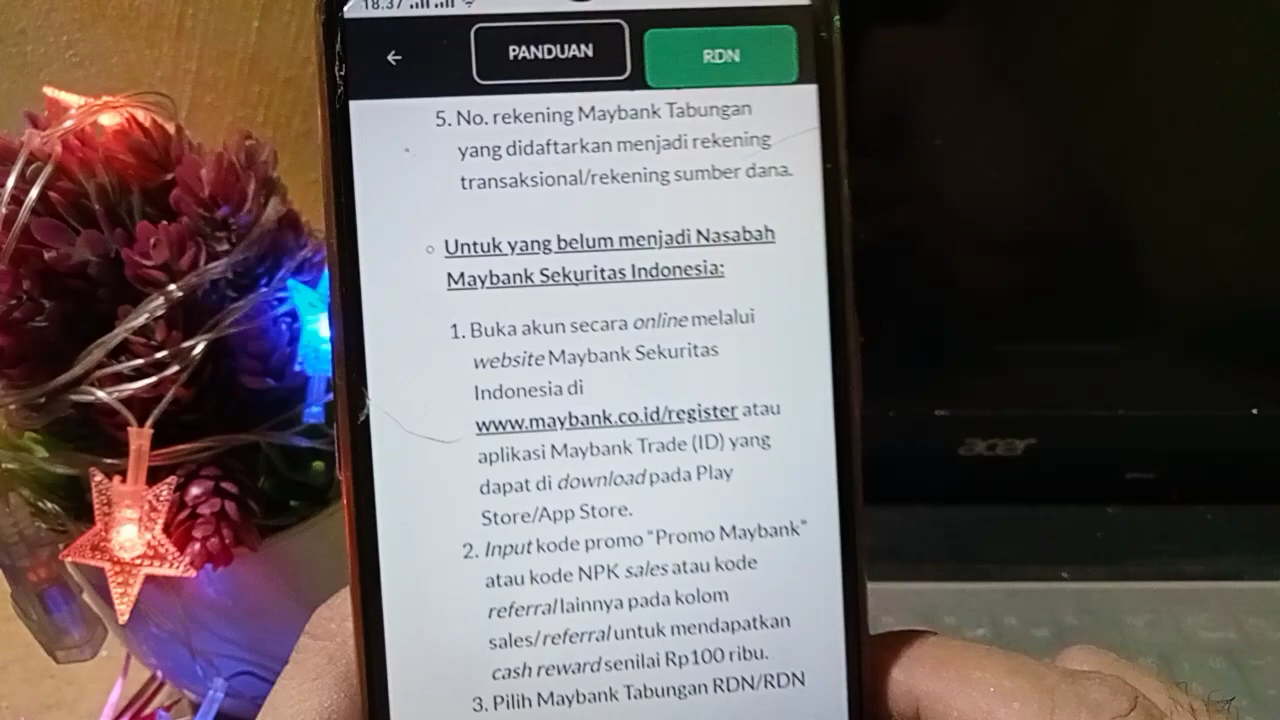 18.37
PANDUAN
RDN
5. No. rekening Maybank Tabungan
yang didaftarkan menjadi rekening
transaksional/rekening sumber dana.
Untuk yang belum menjadi Nasabah
Maybank Sekuritas Indonesia:
1. Buka akun secara online melalui
website Maybank Sekuritas
Indonesia di
www.maybank.co.id/register atau
aplikasi Maybank Trade (ID) yang
dapat di download pada Play
Store/App Store.
2. Input kode promo "Promo Maybank"
atau kode NPK sales atau kode
referral lainnya pada kolom
sales/referral untuk mendapatkan
cash reward senilai Rp100 ribu.
3. Pilih Maybank Tabungan RDN/RDN
acer